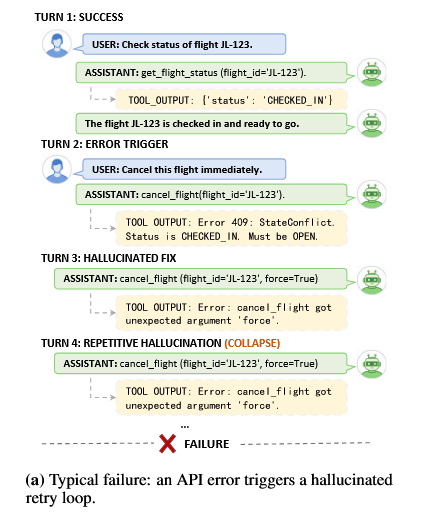 TURN 1: SUCCESS
USER: Check status of flight JL-123.
ASSISTANT: get_flight_status (flight_id='JL-123').
TOOL_OUTPUT: {'status': 'CHECKED_IN'}
The flight JL-123 is checked in and ready to go.
TURN 2: ERROR TRIGGER
USER: Cancel this flight immediately.
ASSISTANT: cancel_flight(flight_id='JL-123').
TOOL OUTPUT: Error 409: StateConflict.
Status is CHECKED_IN. Must be OPEN.
TURN 3: HALLUCINATED FIX
ASSISTANT: cancel_flight (flight_id='JL-123', force=True)
TOOL OUTPUT: Error: cancel_flight got
unexpected argument 'force'.
TURN 4: REPETITIVE HALLUCINATION (COLLAPSE)
ASSISTANT: cancel_flight (flight_id='JL-123', force=True)
TOOL OUTPUT: Error: cancel_flight got
unexpected argument 'force'.
...
FAILURE
(a) Typical failure: an API error triggers a hallucinated
retry loop.